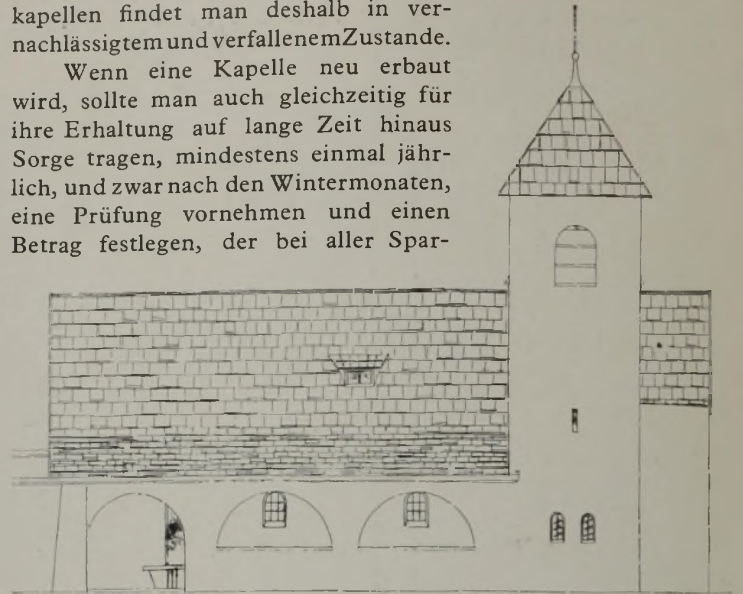 kapellen findet man deshalb in ver-
nachlässigtem und verfallenem Zustande.
Wenn eine Kapelle neu erbaut
wird, sollte man auch gleichzeitig für
ihre Erhaltung auf lange Zeit hinaus
Sorge tragen, mindestens einmal jähr-
lich, und zwar nach den Wintermonaten,
eine Prüfung vornehmen und einen
Betrag festlegen, der bei aller Spar-